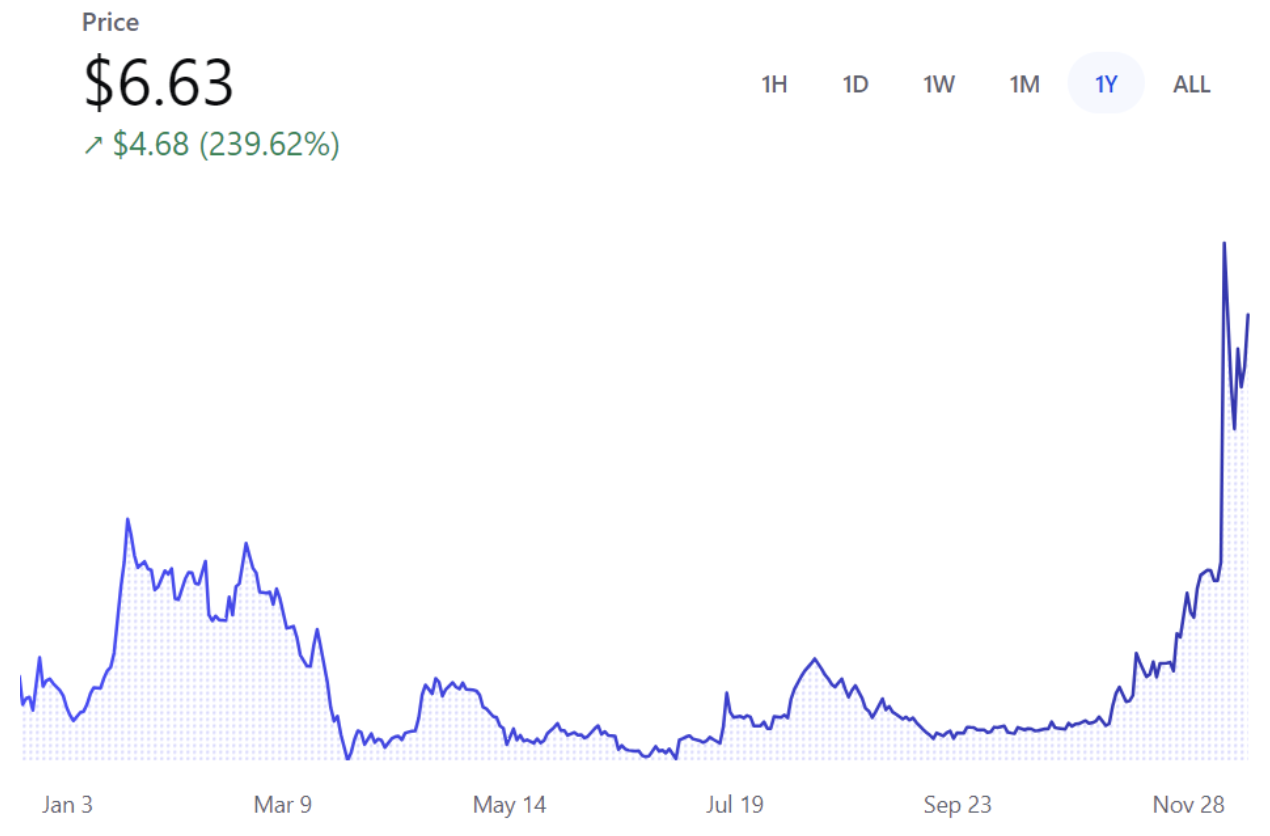 Price
$6.63
↗ $4.68 (239.62%)
1H 1D 1W 1M 1Y ALL
Jan 3 Mar 9 May 14 Jul 19 Sep 23 Nov 28